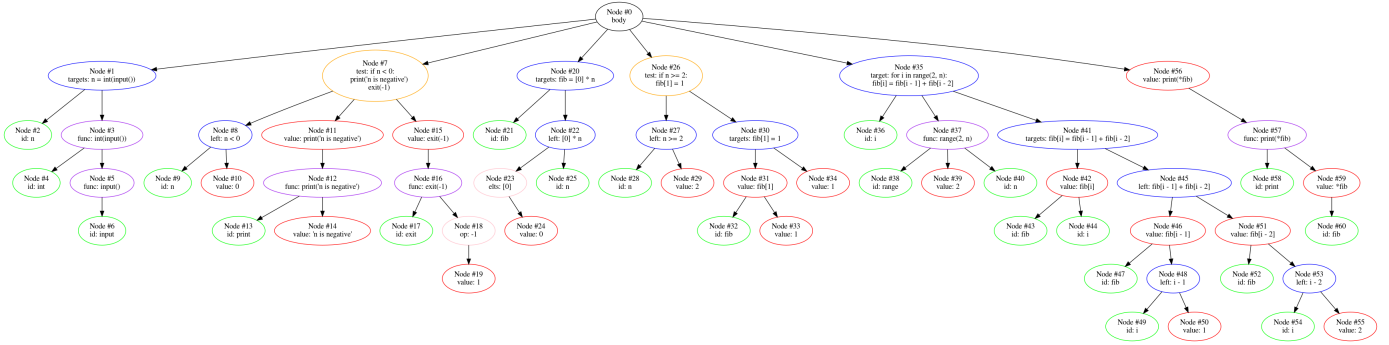 Node #0
body
Node #1
targets: n = int(input())
Node #7
test: if n < 0:
print('n is negative')
exit(-1)
Node #20
targets: fib = [0] * n
Node #26
test: if n >= 2:
fib[1] = 1
Node #35
target: for i in range(2, n):
fib[i] = fib[i - 1] + fib[i - 2]
Node #56
value: print(*fib)
Node #2
id: n
Node #3
func: int(input())
Node #8
left: n < 0
Node #11
value: print('n is negative')
Node #15
value: exit(-1)
Node #21
id: fib
Node #22
left: [0] * n
Node #27
left: n >= 2
Node #30
targets: fib[1] = 1
Node #36
id: i
Node #37
func: range(2, n)
Node #41
targets: fib[i] = fib[i - 1] + fib[i - 2]
Node #57
func: print(*fib)
Node #4
id: int
Node #5
func: input()
Node #9
id: n
Node #10
value: 0
Node #12
func: print('n is negative')
Node #16
func: exit(-1)
Node #23
elts: [0]
Node #25
id: n
Node #28
id: n
Node #29
value: 2
Node #31
value: fib[1]
Node #34
value: 1
Node #38
id: range
Node #39
value: 2
Node #40
id: n
Node #42
value: fib[i]
Node #45
left: fib[i - 1] + fib[i - 2]
Node #58
id: print
Node #59
value: *fib
Node #6
id: input
Node #13
id: print
Node #14
value: 'n is negative'
Node #17
id: exit
Node #18
op: -1
Node #24
value: 0
Node #32
id: fib
Node #33
value: 1
Node #43
id: fib
Node #44
id: i
Node #46
value: fib[i - 1]
Node #51
value: fib[i - 2]
Node #60
id: fib
Node #19
value: 1
Node #47
id: fib
Node #48
left: i - 1
Node #52
id: fib
Node #53
left: i - 2
Node #49
id: i
Node #50
value: 1
Node #54
id: i
Node #55
value: 2